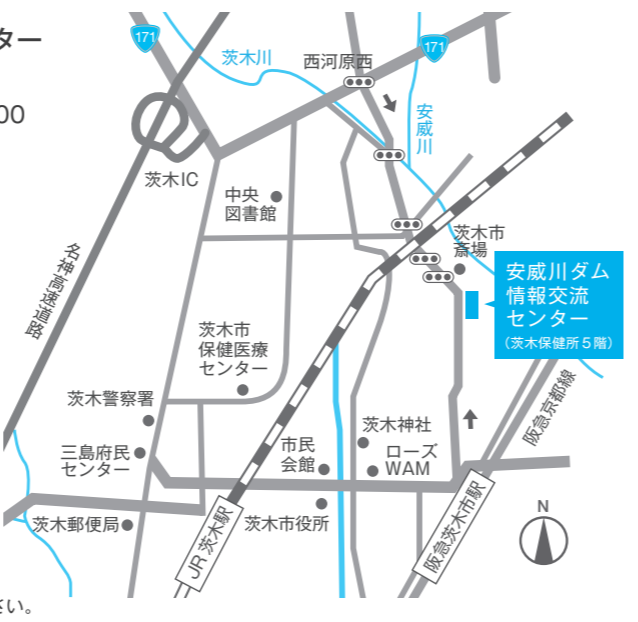 ター
00
171
171
茨木川
西河原西
安威川
茨木IC
中央
図書館
茨木市
斎場
安威川ダム
情報交流
センター
（茨木保健所５階）
名神高速道路
茨木市
保健医療
センター
茨木警察署
三島府民
センター
市民
会館
茨木神社
ローズ
WAM
阪急京都線
茨木郵便局
JR 茨木駅
茨木市役所
阪急茨木市駅
N
さい。